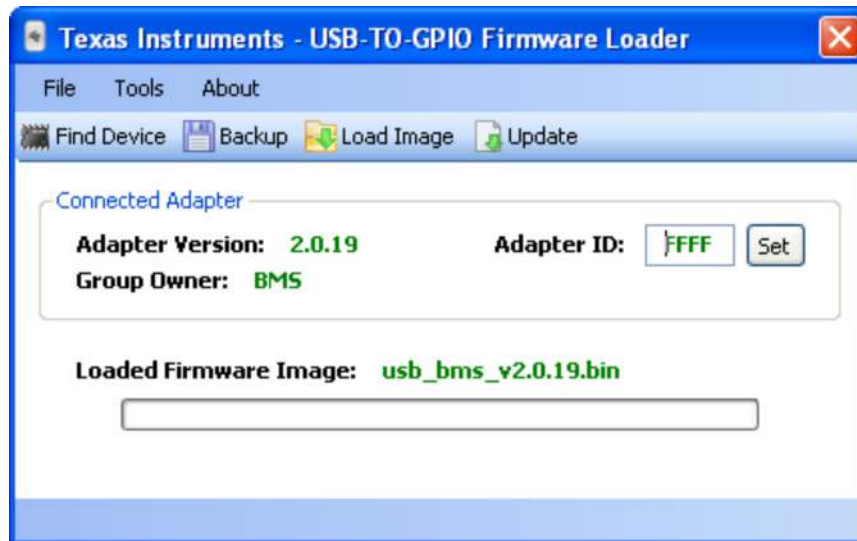 Texas Instruments - USB-TO-GPIO Firmware Loader
File Tools About
Find Device Backup Load Image Update
Connected Adapter
Adapter Version: 2.0.19 Adapter ID: FFFF Set
Group Owner: BMS
Loaded Firmware Image: usb_bms_v2.0.19.bin